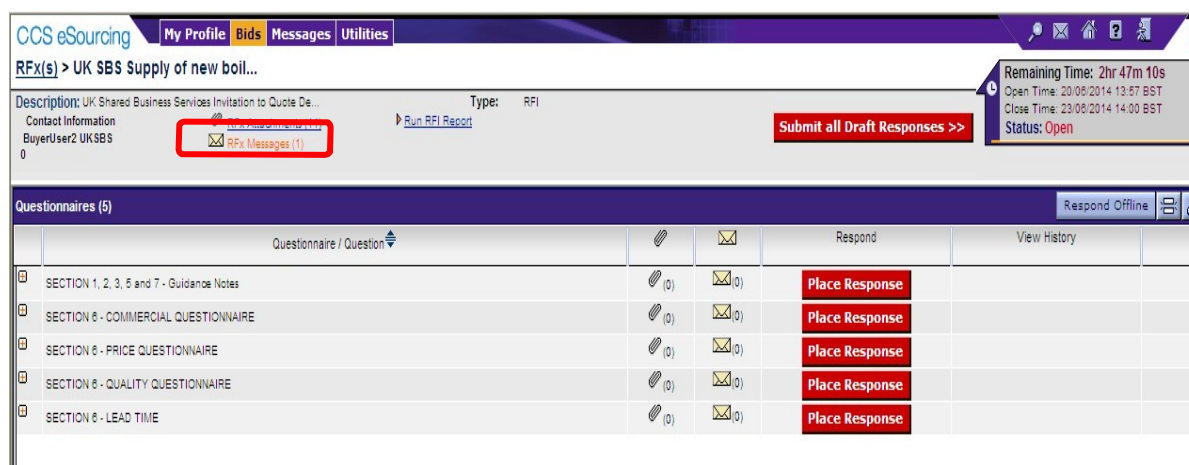 CCS eSourcing My Profile Bids Messages Utilities
RFx(s) > UK SBS Supply of new boil...
Remaining Time: 2hr 47m 10s
Open Time: 20/06/2014 13:57 BST
Close Time: 23/06/2014 14:00 BST
Status: Open
Description: UK Shared Business Services Invitation to Quote De... Type: RFI
Contact Information RFx Attachments (11) Run RFI Report
BuyerUser2 UKSBS RFx Messages (1)
0
Submit all Draft Responses >>
Questionnaires (5) Respond Offline
Questionnaire / Question Respond View History
SECTION 1, 2, 3, 5 and 7 - Guidance Notes (0) (0) Place Response
SECTION 6 - COMMERCIAL QUESTIONNAIRE (0) (0) Place Response
SECTION 6 - PRICE QUESTIONNAIRE (0) (0) Place Response
SECTION 6 - QUALITY QUESTIONNAIRE (0) (0) Place Response
SECTION 6 - LEAD TIME (0) (0) Place Response